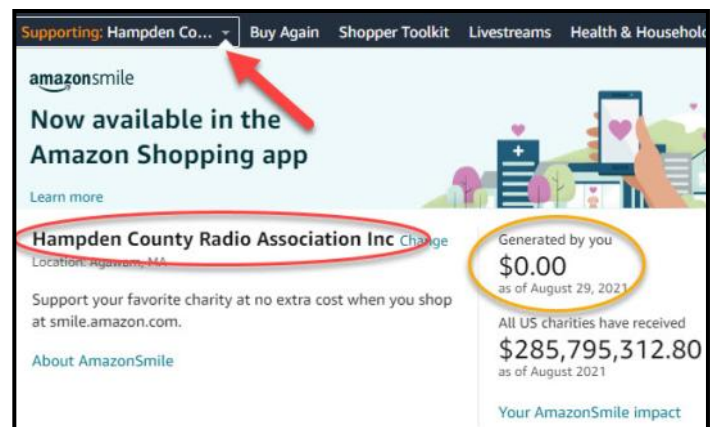 Supporting: Hampden Co... Buy Again Shopper Toolkit Livestreams Health & Household
amazonsmile
Now available in the
Amazon Shopping app
Learn more
Hampden County Radio Association Inc Change
Location: Agawam, MA
Support your favorite charity at no extra cost when you shop
at smile.amazon.com.
About AmazonSmile
Generated by you
$0.00
as of August 29, 2021
All US charities have received
$285,795,312.80
as of August 2021
Your AmazonSmile impact